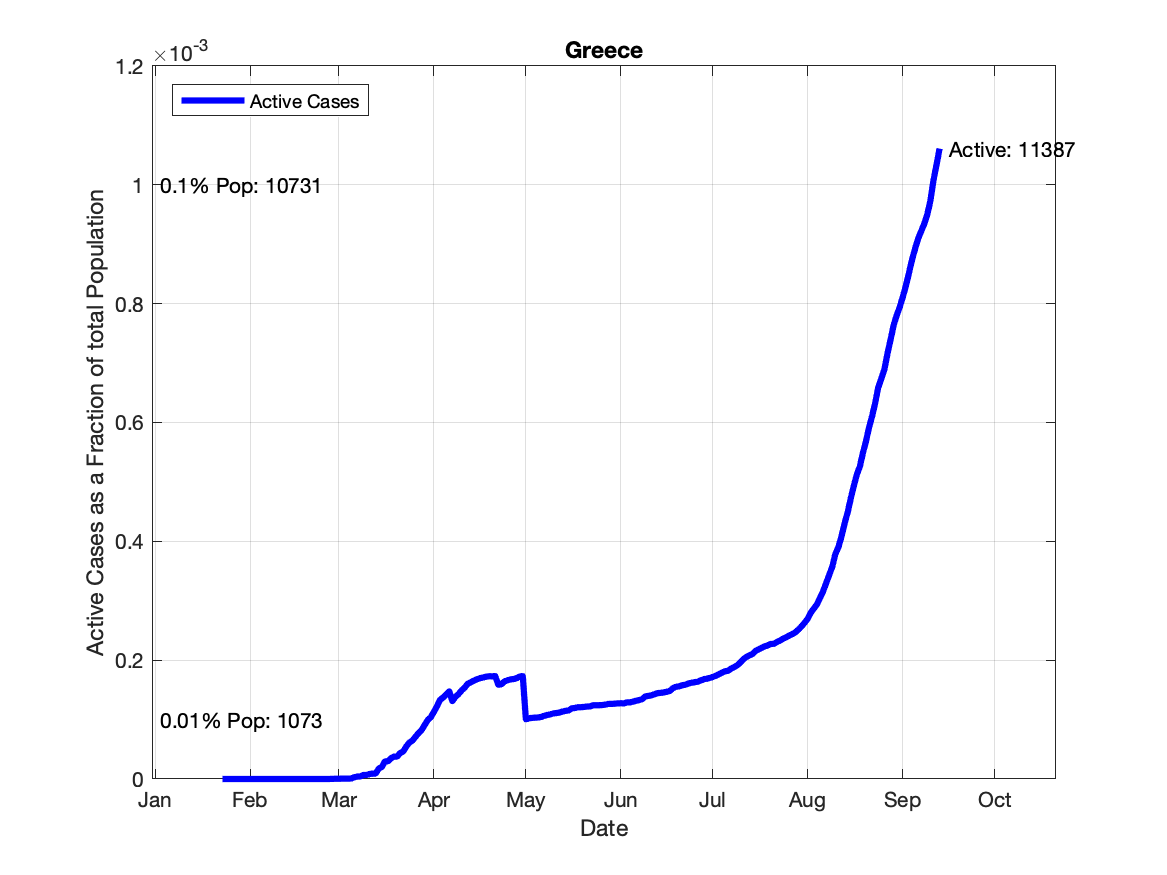 Greece
×10-3
1.2
1
0.8
0.6
0.4
0.2
0
Active Cases as a Fraction of total Population
Active Cases
Active: 11387
0.1% Pop: 10731
0.01% Pop: 1073
Jan Feb Mar Apr May Jun Jul Aug Sep Oct
Date